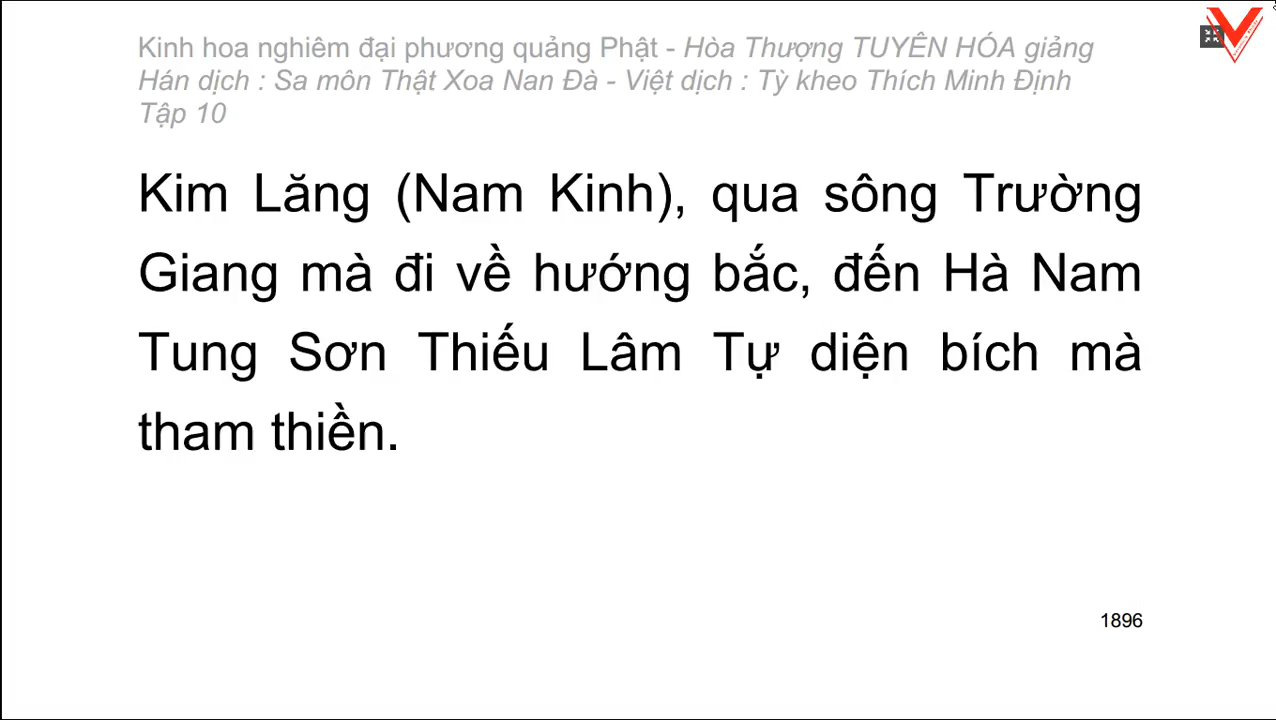 Kinh hoa nghiêm đại phương quảng Phật - Hòa Thượng TUYÊN HÓA giảng
Hán dịch : Sa môn Thật Xoa Nan Đà - Việt dịch : Tỳ kheo Thích Minh Định
Tập 10
Kim Lăng (Nam Kinh), qua sông Trường
Giang mà đi về hướng bắc, đến Hà Nam
Tung Sơn Thiếu Lâm Tự diện bích mà
tham thiền.
1896